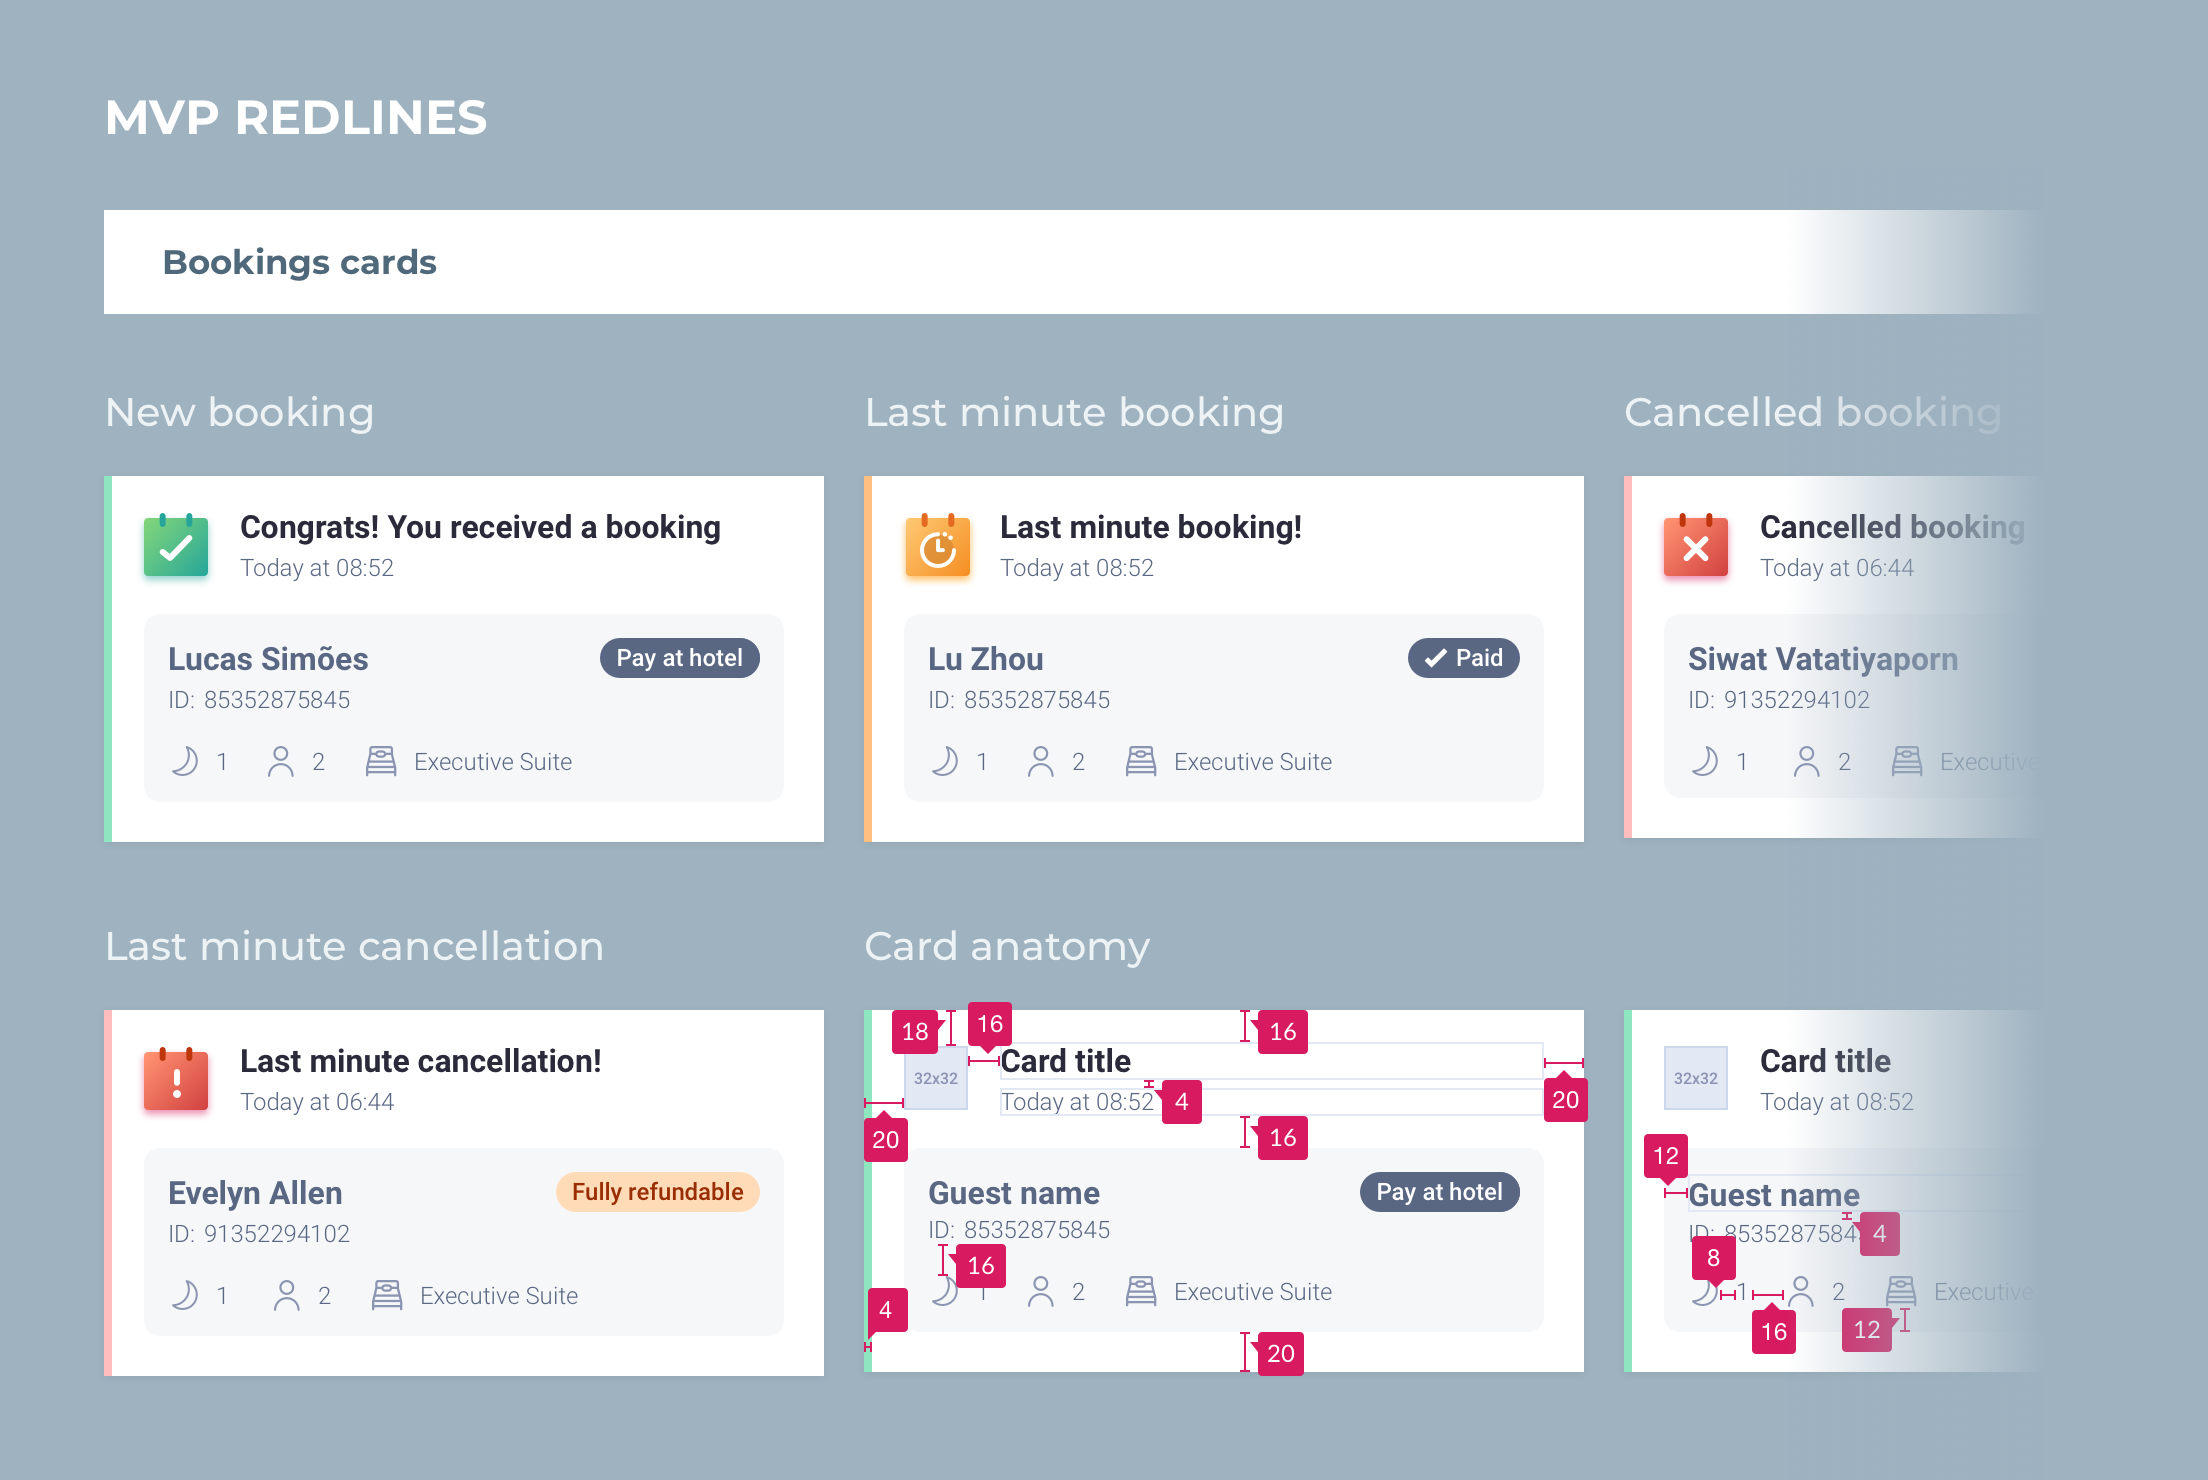 MVP REDLINES
Bookings cards
New booking
Congrats! You received a booking
Today at 08:52
Lucas Simões
Pay at hotel
ID: 85352875845
1 2 Executive Suite
Last minute booking
Last minute booking!
Today at 08:52
Lu Zhou
Paid
ID: 85352875845
1 2 Executive Suite
Cancelled booking
Cancelled booking
Today at 06:44
Siwat Vatatiyaporn
ID: 91352294102
1 2 Executive
Last minute cancellation
Last minute cancellation!
Today at 06:44
Evelyn Allen
Fully refundable
ID: 91352294102
1 2 Executive Suite
Card anatomy
18 16 16
32x32
Card title
Today at 08:52
4
20
20
16
Guest name
Pay at hotel
ID: 85352875845
16
1 2 Executive Suite
4
20
32x32
Card title
Today at 08:52
12
Guest name
ID: 8535287584
4
8
1 2 Executive
16
12